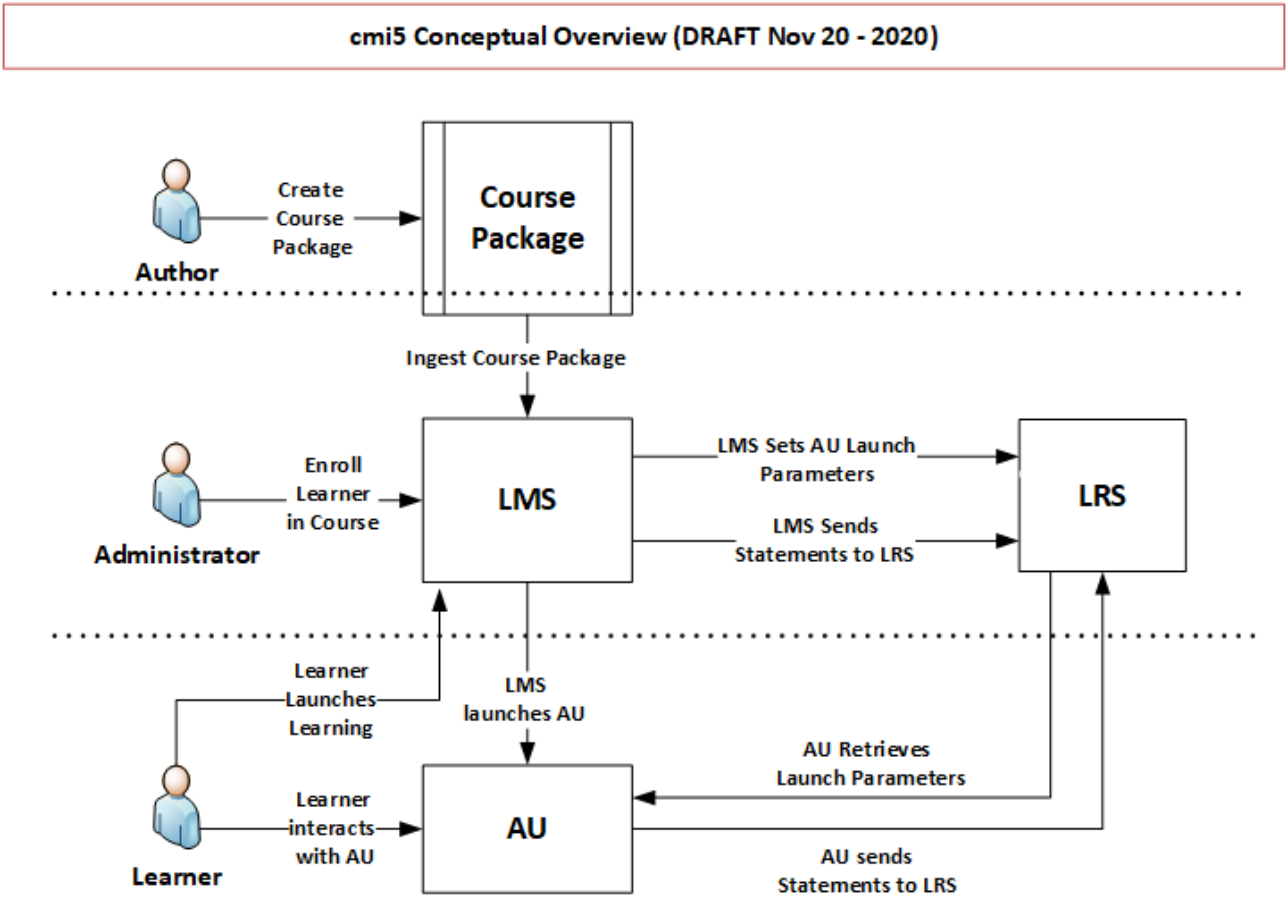 cmi5 Conceptual Overview (DRAFT Nov 20 - 2020)
Create
Course
Package
Author
Course
Package
Ingest Course Package
Enroll
Learner
in Course
Administrator
LMS
LMS Sets AU Launch
Parameters
LMS Sends
Statements to LRS
LRS
Learner
Launches
Learning
LMS
launches AU
AU Retrieves
Launch Parameters
Learner
interacts
with AU
Learner
AU
AU sends
Statements to LRS